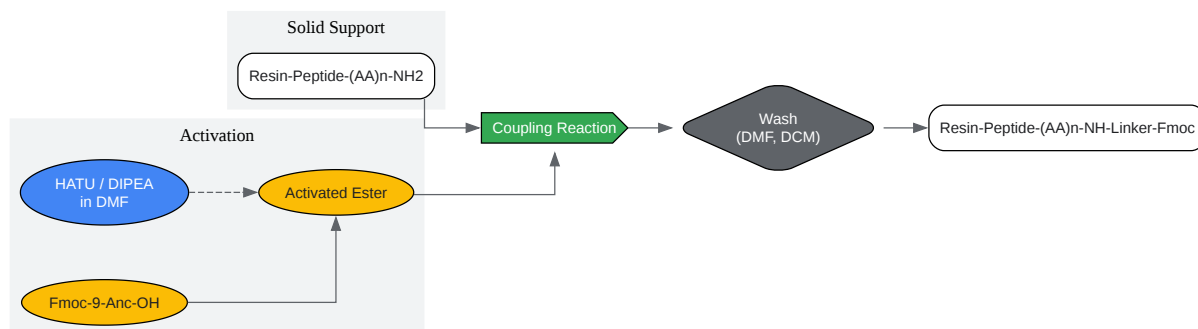 Solid Support
Resin-Peptide-(AA)n-NH2
Activation
HATU / DIPEA
in DMF
Activated Ester
Fmoc-9-Anc-OH
Coupling Reaction
Wash
(DMF, DCM)
Resin-Peptide-(AA)n-NH-Linker-Fmoc